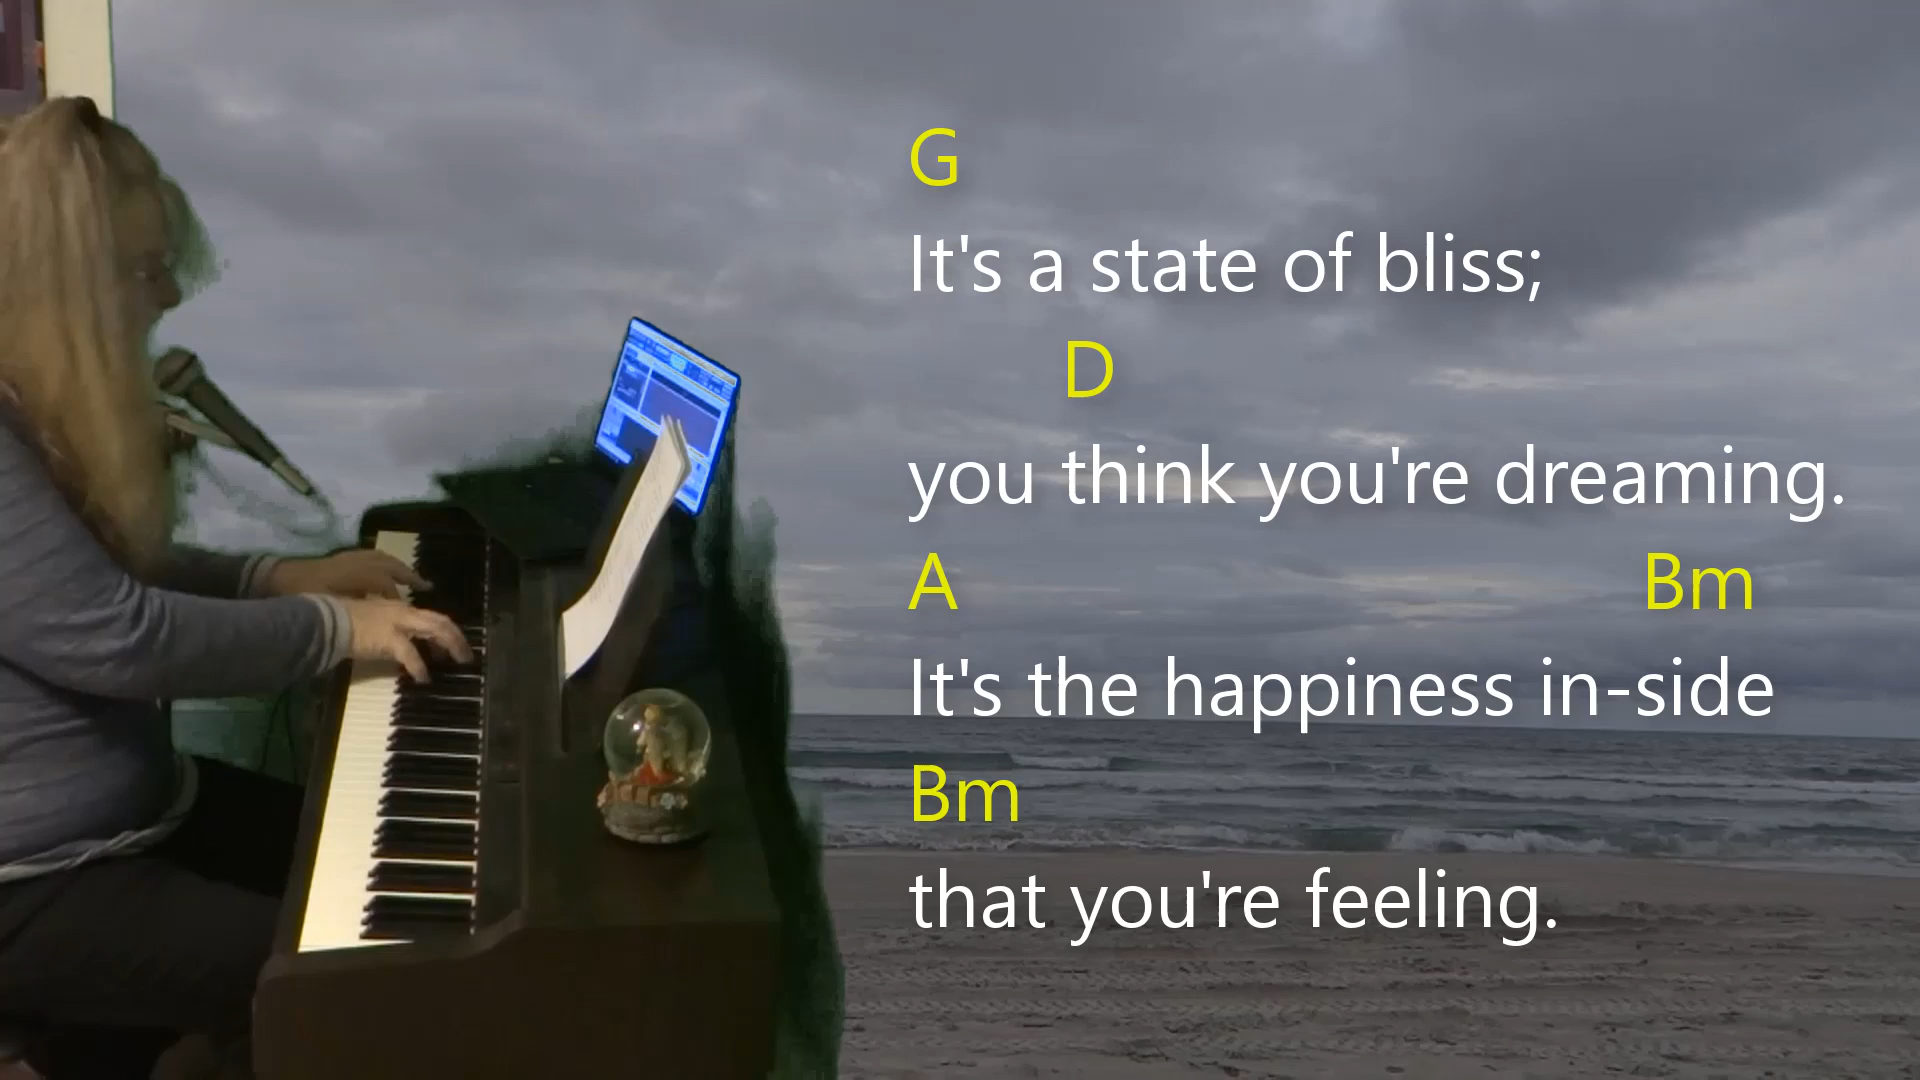 G
It's a state of bliss;
D
you think you're dreaming.
A Bm
It's the happiness in-side
Bm
that you're feeling.